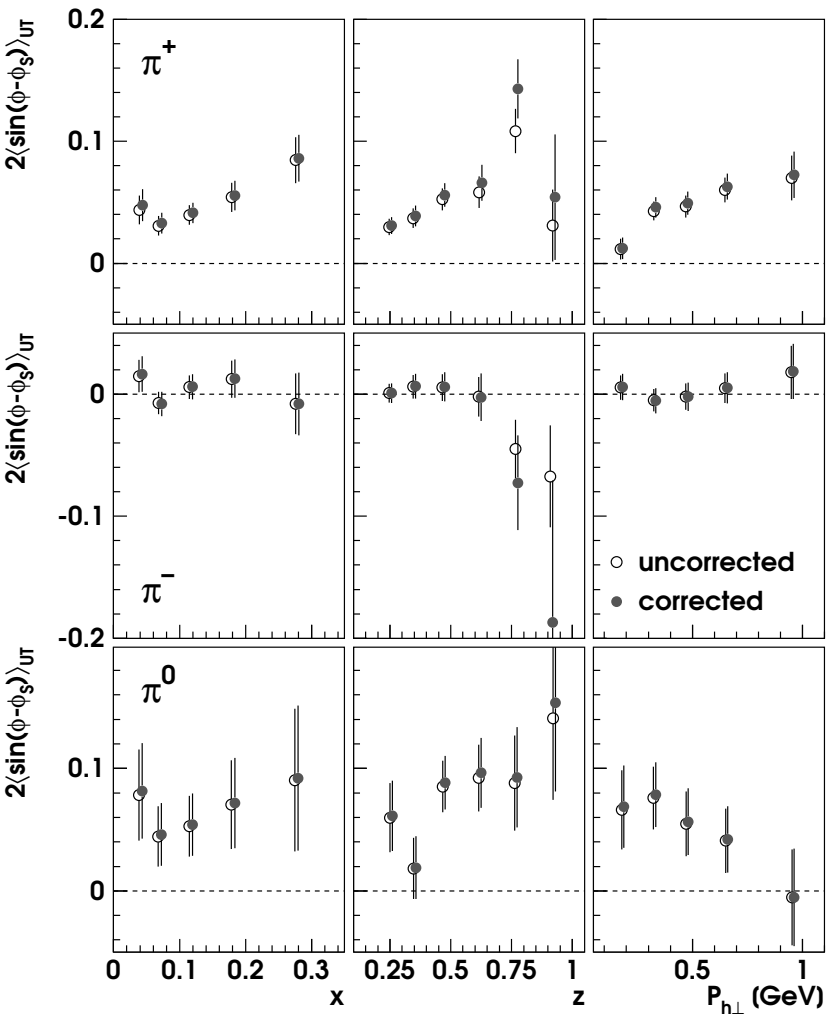 0.2
π+
2⟨sin(ϕ-ϕS)⟩UT
0.1
0
2⟨sin(ϕ-ϕS)⟩UT
0
-0.1
uncorrected
π-
corrected
-0.2
2⟨sin(ϕ-ϕS)⟩UT
π0
0.1
0
0 0.1 0.2 0.3 0.25 0.5 0.75 1 0.5 1
x z Ph⊥ (GeV)